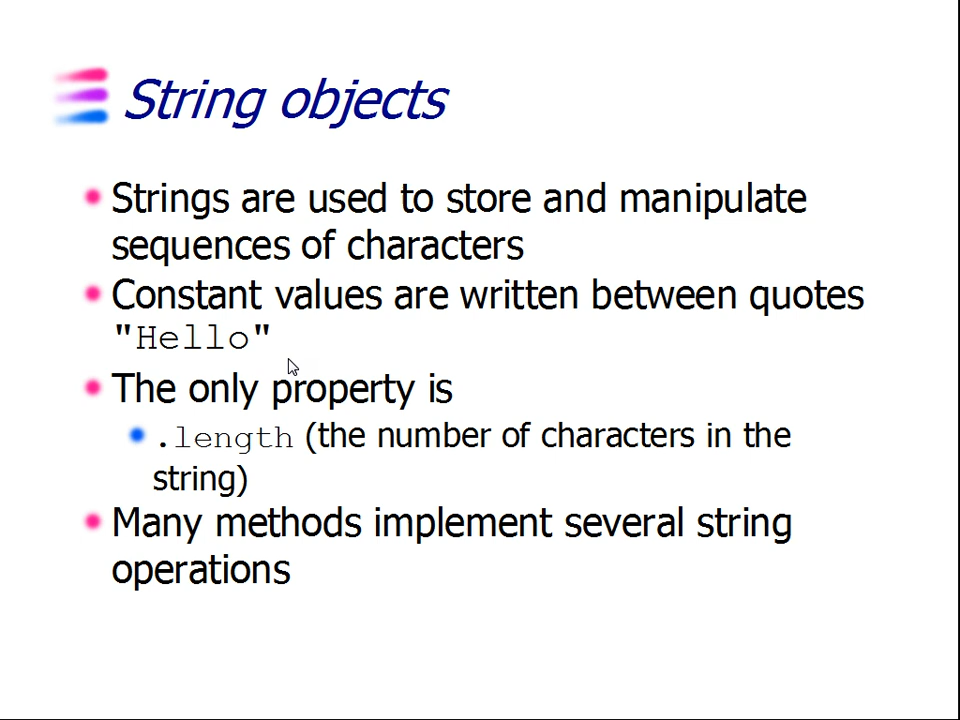 String objects
Strings are used to store and manipulate
sequences of characters
Constant values are written between quotes
"Hello"
The only property is
.length (the number of characters in the
string)
Many methods implement several string
operations